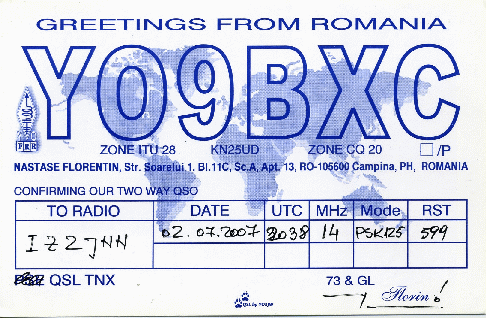 GREETINGS FROM ROMANIA
YO9BXC
ZONE ITU 28 KN25UD ZONE CQ 20 /P
NASTASE FLORENTIN, Str. Soarelui 1, Bl.11C, Sc.A, Apt. 13, RO-105600 Campina, PH, ROMANIA
CONFIRMING OUR TWO WAY QSO
TO RADIO DATE UTC MHz Mode RST
IZ2JNN 02.07.2007 2038 14 PSK125 599
QSL TNX 73 & GL
Florin!